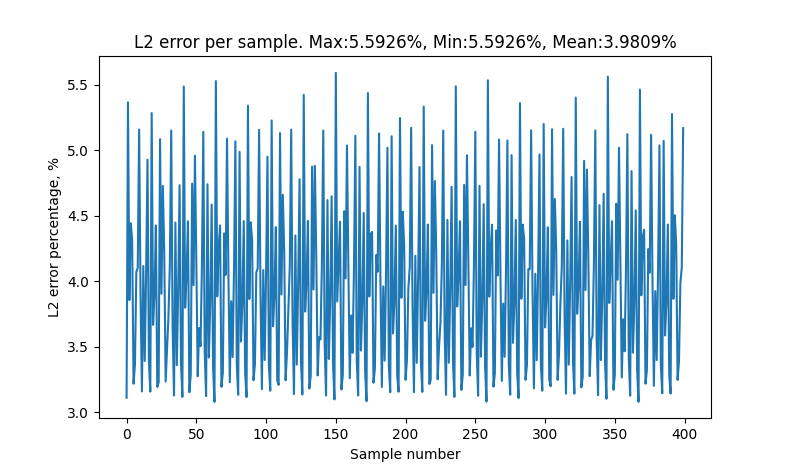 L2 error per sample. Max:5.5926%, Min:5.5926%, Mean:3.9809%
L2 error percentage, %
5.5
5.0
4.5
4.0
3.5
3.0
0 50 100 150 200 250 300 350 400
Sample number